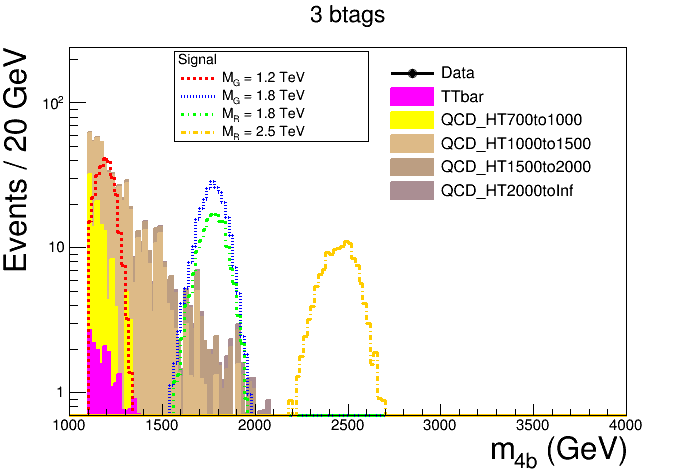 3 btags
Events / 20 GeV
Signal
M_G = 1.2 TeV
M_G = 1.8 TeV
M_R = 1.8 TeV
M_R = 2.5 TeV
Data
TTbar
QCD_HT700to1000
QCD_HT1000to1500
QCD_HT1500to2000
QCD_HT2000toInf
10²
10
1
1000 1500 2000 2500 3000 3500 4000
m_4b (GeV)